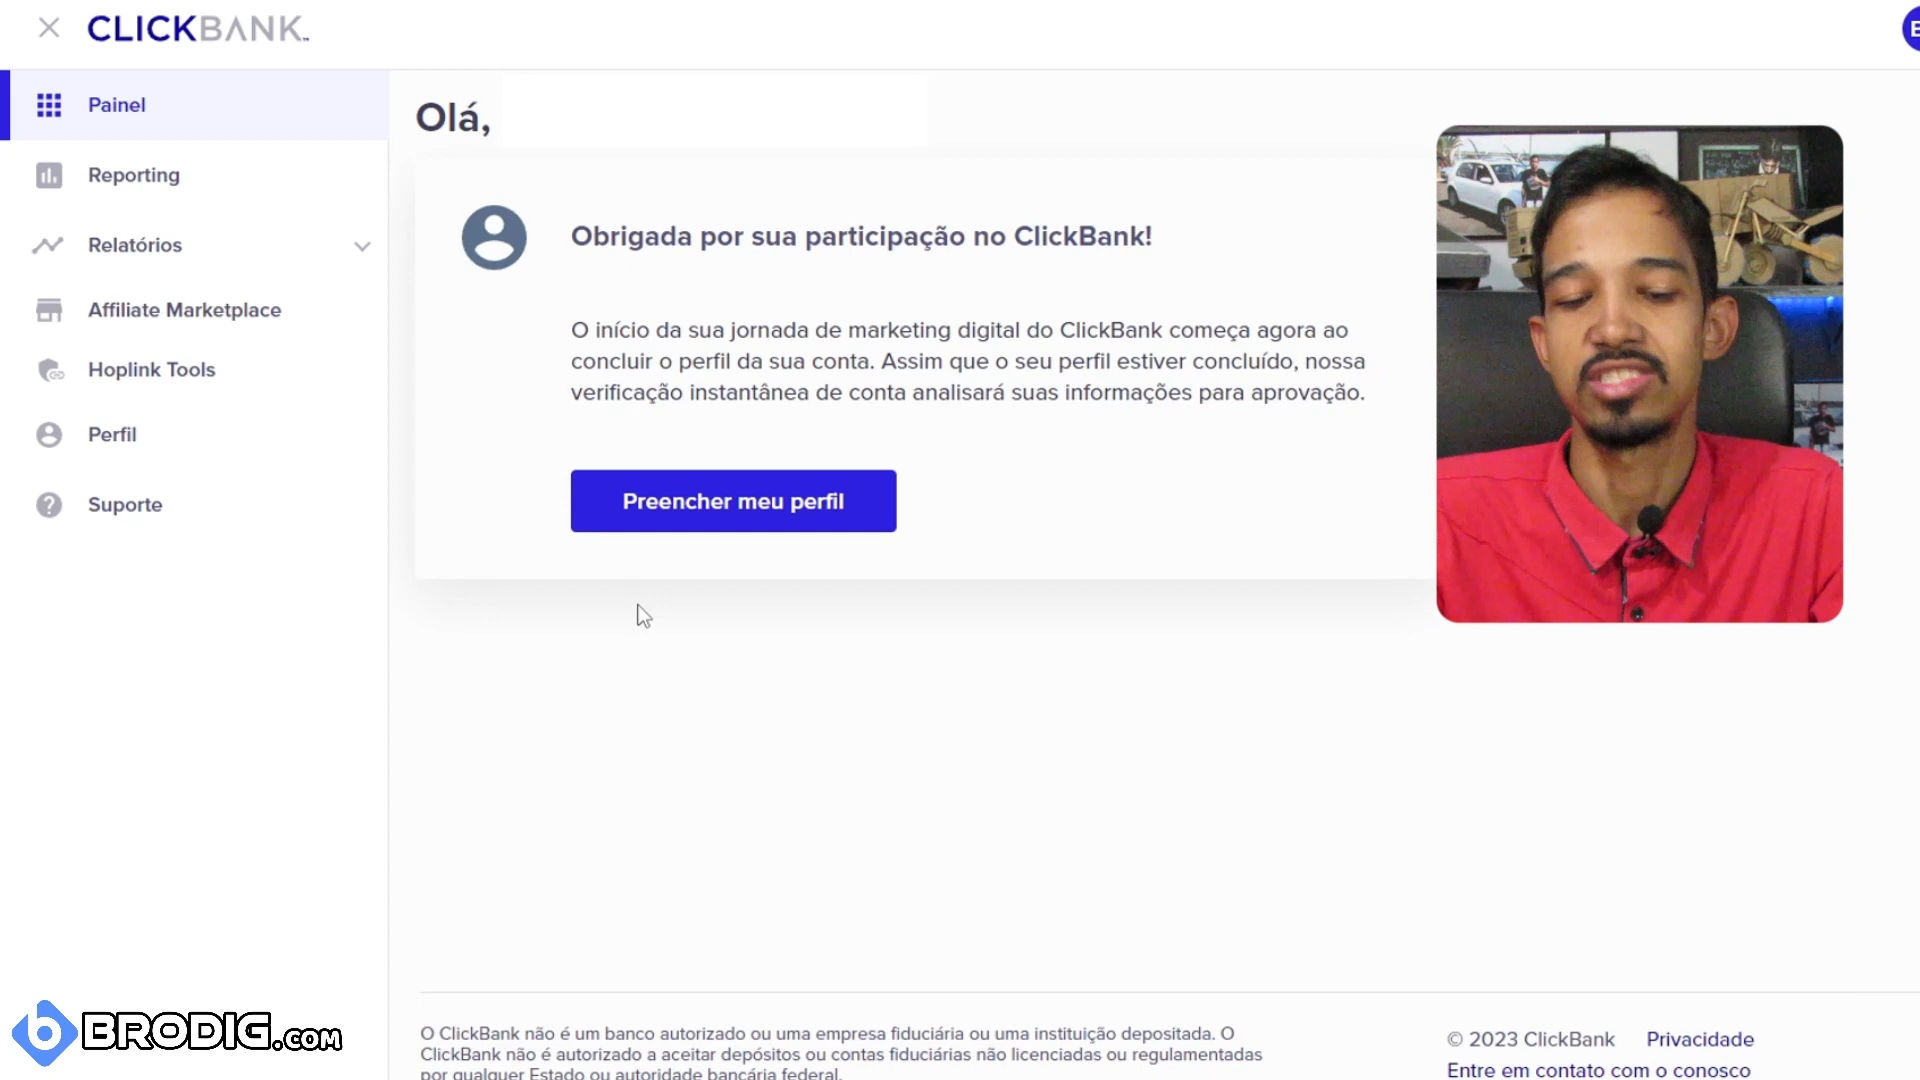 CLICKBANK
Painel
Reporting
Relatórios
Affiliate Marketplace
Hoplink Tools
Perfil
Suporte
Olá,
Obrigada por sua participação no ClickBank!
O início da sua jornada de marketing digital do ClickBank começa agora ao
concluir o perfil da sua conta. Assim que o seu perfil estiver concluído, nossa
verificação instantânea de conta analisará suas informações para aprovação.
Preencher meu perfil
BRODIG.COM
O ClickBank não é um banco autorizado ou uma empresa fiduciária ou uma instituição depositada. O
ClickBank não é autorizado a aceitar depósitos ou contas fiduciárias não licenciadas ou regulamentadas
por qualquer Estado ou autoridade bancária federal.
© 2023 ClickBank Privacidade
Entre em contato com o conosco